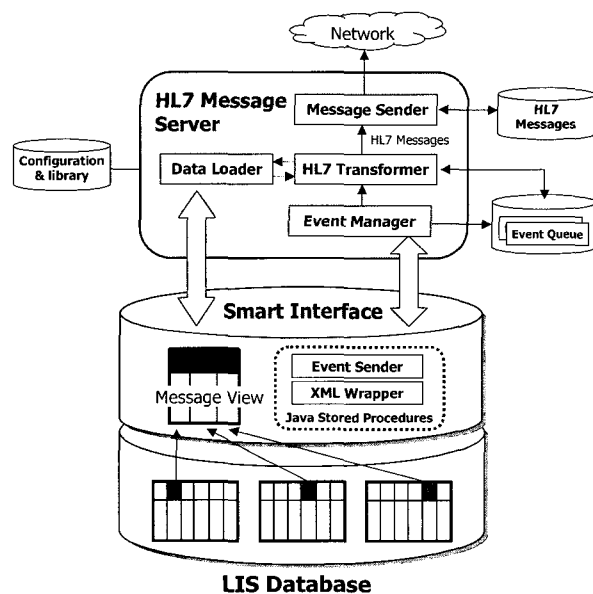 Network
HL7 Message
Server
Message Sender
HL7
Messages
HL7 Messages
Configuration
& library
Data Loader
HL7 Transformer
Event Manager
Event Queue
Smart Interface
Message View
Event Sender
XML Wrapper
Java Stored Procedures
LIS Database